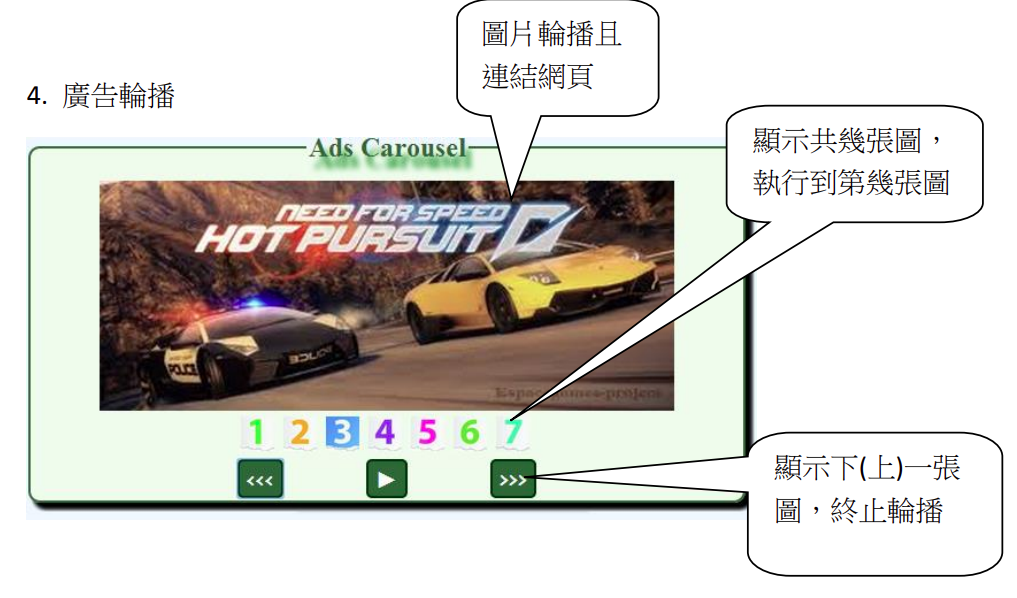 圖片輪播且
連結網頁
4. 廣告輪播
顯示共幾張圖，
執行到第幾張圖
Ads Carousel
NEED FOR SPEED
HOT PURSUIT
POLICE
POLICE
1 2 3 4 5 6 7
<<< ▶ >>>
顯示下(上)一張
圖，終止輪播